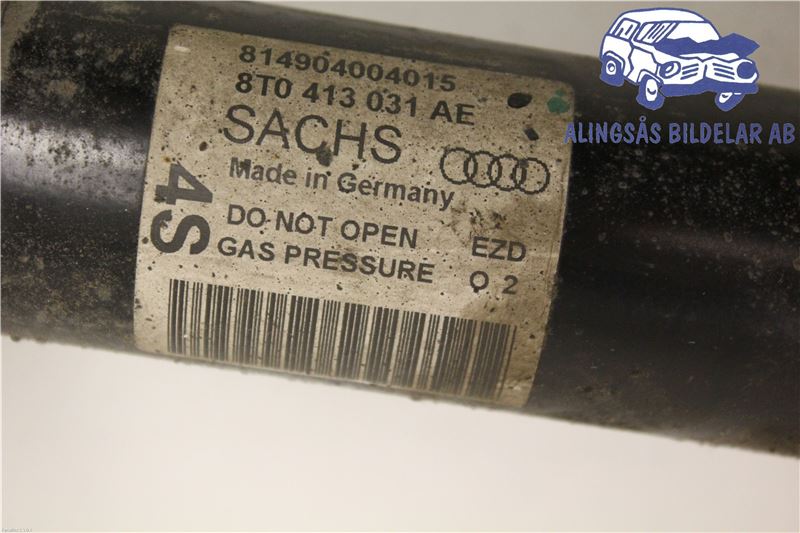 814904004015
8T0 413 031 AE
SACHS
Made in Germany
4S
DO NOT OPEN EZD
GAS PRESSURE O 2
ALINGSÅS BILDELAR AB